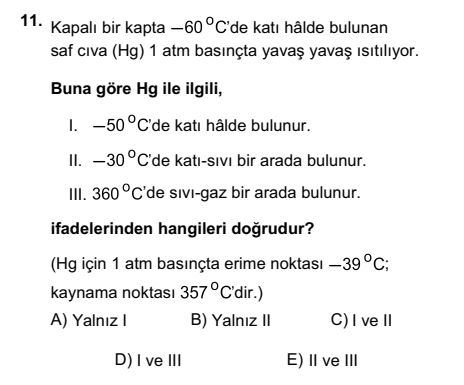 11. Kapalı bir kapta –60 °C'de katı hâlde bulunan
saf cıva (Hg) 1 atm basınçta yavaş yavaş ısıtılıyor.
Buna göre Hg ile ilgili,
I. –50 °C'de katı hâlde bulunur.
II. –30 °C'de katı-sıvı bir arada bulunur.
III. 360 °C'de sıvı-gaz bir arada bulunur.
ifadelerinden hangileri doğrudur?
(Hg için 1 atm basınçta erime noktası –39 °C;
kaynama noktası 357 °C'dir.)
A) Yalnız I B) Yalnız II C) I ve II
D) I ve III E) II ve III